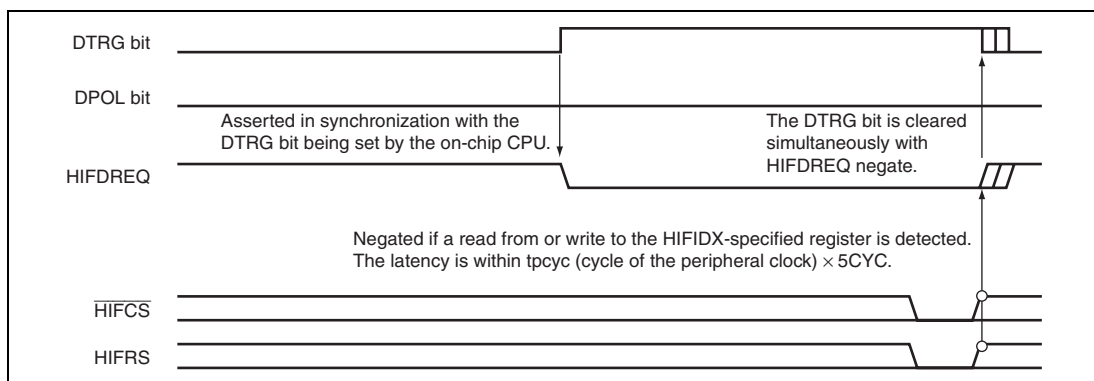 DTRG bit
DPOL bit
Asserted in synchronization with the
DTRG bit being set by the on-chip CPU.
The DTRG bit is cleared
simultaneously with
HIFDREQ negate.
HIFDREQ
Negated if a read from or write to the HIFIDX-specified register is detected.
The latency is within tpcyc (cycle of the peripheral clock) × 5CYC.
HIFCS
HIFRS